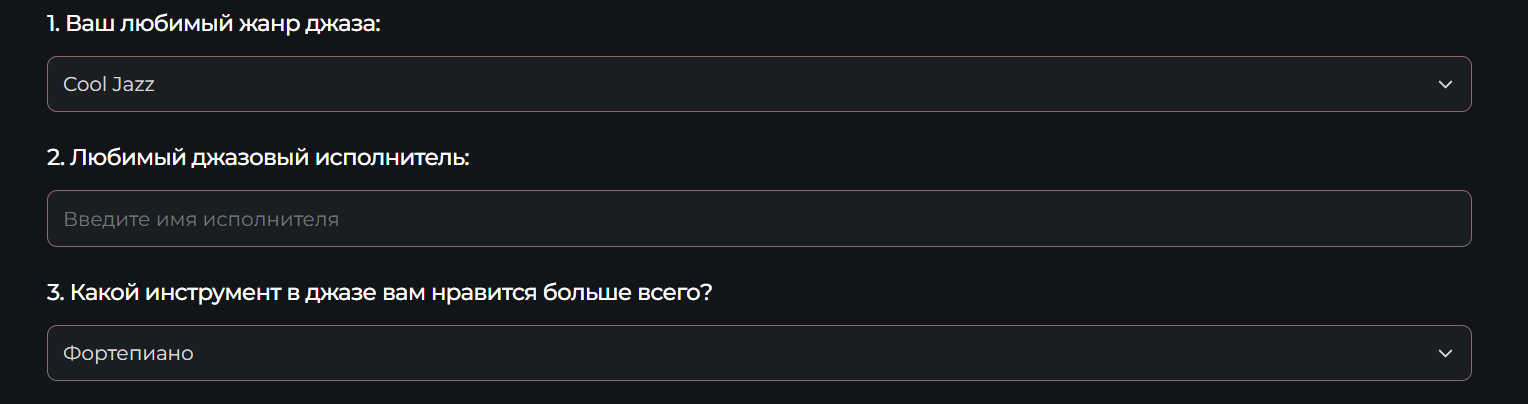 1. Ваш любимый жанр джаза:
Cool Jazz
2. Любимый джазовый исполнитель:
Введите имя исполнителя
3. Какой инструмент в джазе вам нравится больше всего?
Фортепиано